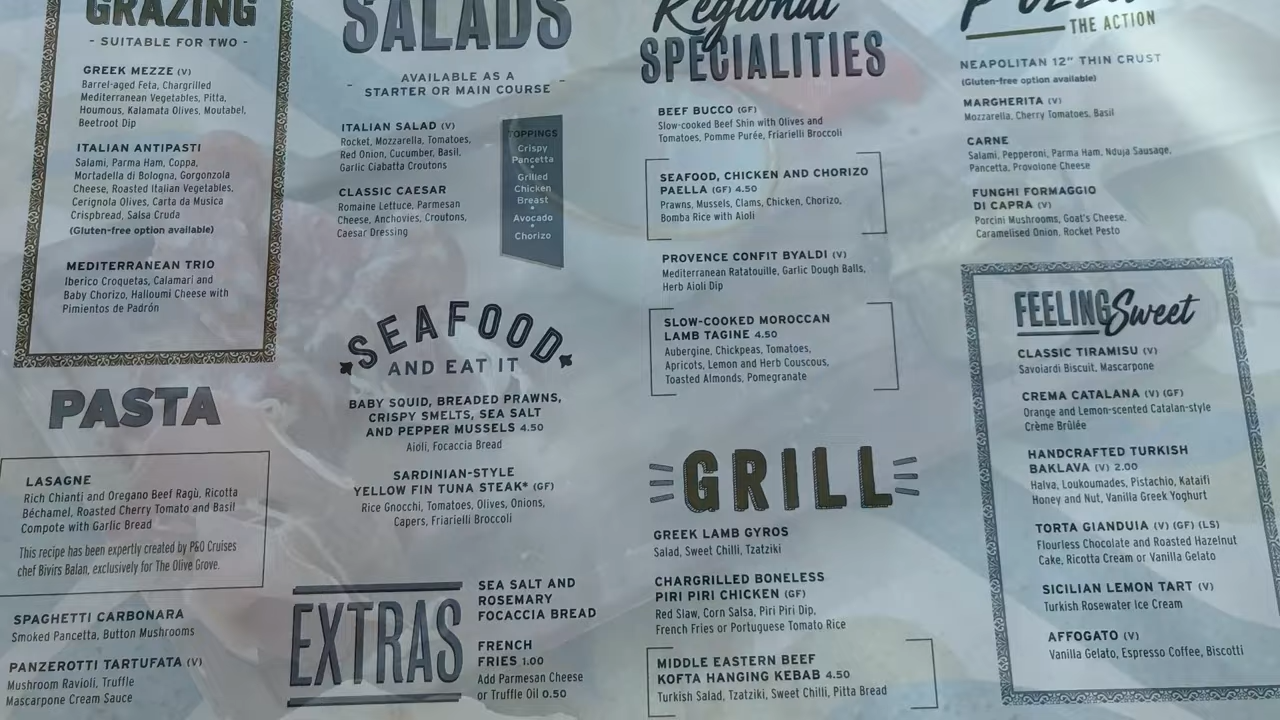 GRAZING
- SUITABLE FOR TWO -
GREEK MEZZE (V)
Barrel-aged Feta, Chargrilled
Mediterranean Vegetables, Pitta,
Houmous, Kalamata Olives, Moutabel,
Beetroot Dip
ITALIAN ANTIPASTI
Salami, Parma Ham, Coppa,
Mortadella di Bologna, Gorgonzola
Cheese, Roasted Italian Vegetables,
Cerignola Olives, Carta da Musica
Crispbread, Salsa Cruda
(Gluten-free option available)
MEDITERRANEAN TRIO
Iberico Croquetas, Calamari and
Baby Chorizo, Halloumi Cheese with
Pimientos de Padrón
PASTA
LASAGNE
Rich Chianti and Oregano Beef Ragù, Ricotta
Béchamel, Roasted Cherry Tomato and Basil
Compote with Garlic Bread
This recipe has been expertly created by P&O Cruises
chef Bivirs Balan, exclusively for The Olive Grove.
SPAGHETTI CARBONARA
Smoked Pancetta, Button Mushrooms
PANZEROTTI TARTUFATA (V)
Mushroom Ravioli, Truffle
Mascarpone Cream Sauce
SALADS
AVAILABLE AS A
- STARTER OR MAIN COURSE -
ITALIAN SALAD (V)
Rocket, Mozzarella, Tomatoes,
Red Onion, Cucumber, Basil,
Garlic Ciabatta Croutons
CLASSIC CAESAR
Romaine Lettuce, Parmesan
Cheese, Anchovies, Croutons,
Caesar Dressing
TOPPINGS
Crispy
Pancetta
•
Grilled
Chicken
Breast
•
Avocado
•
Chorizo
SEAFOOD
AND EAT IT
BABY SQUID, BREADED PRAWNS,
CRISPY SMELTS, SEA SALT
AND PEPPER MUSSELS 4.50
Aioli, Focaccia Bread
SARDINIAN-STYLE
YELLOW FIN TUNA STEAK* (GF)
Rice Gnocchi, Tomatoes, Olives, Onions,
Capers, Friarielli Broccoli
EXTRAS
SEA SALT AND
ROSEMARY
FOCACCIA BREAD
FRENCH
FRIES 1.00
Add Parmesan Cheese
or Truffle Oil 0.50
Regional
SPECIALITIES
BEEF BUCCO (GF)
Slow-cooked Beef Shin with Olives and
Tomatoes, Pomme Purée, Friarielli Broccoli
SEAFOOD, CHICKEN AND CHORIZO
PAELLA (GF) 4.50
Prawns, Mussels, Clams, Chicken, Chorizo,
Bomba Rice with Aioli
PROVENCE CONFIT BYALDI (V)
Mediterranean Ratatouille, Garlic Dough Balls,
Herb Aioli Dip
SLOW-COOKED MOROCCAN
LAMB TAGINE 4.50
Aubergine, Chickpeas, Tomatoes,
Apricots, Lemon and Herb Couscous,
Toasted Almonds, Pomegranate
GRILL
GREEK LAMB GYROS
Salad, Sweet Chilli, Tzatziki
CHARGRILLED BONELESS
PIRI PIRI CHICKEN (GF)
Red Slaw, Corn Salsa, Piri Piri Dip,
French Fries or Portuguese Tomato Rice
MIDDLE EASTERN BEEF
KOFTA HANGING KEBAB 4.50
Turkish Salad, Tzatziki, Sweet Chilli, Pitta Bread
THE ACTION
NEAPOLITAN 12” THIN CRUST
(Gluten-free option available)
MARGHERITA (V)
Mozzarella, Cherry Tomatoes, Basil
CARNE
Salami, Pepperoni, Parma Ham, Nduja Sausage,
Pancetta, Provolone Cheese
FUNGHI FORMAGGIO
DI CAPRA (V)
Porcini Mushrooms, Goat's Cheese,
Caramelised Onion, Rocket Pesto
FEELING Sweet
CLASSIC TIRAMISU (V)
Savoiardi Biscuit, Mascarpone
CREMA CATALANA (V) (GF)
Orange and Lemon-scented Catalan-style
Crème Brûlée
HANDCRAFTED TURKISH
BAKLAVA (V) 2.00
Halva, Loukoumades, Pistachio, Kataifi
Honey and Nut, Vanilla Greek Yoghurt
TORTA GIANDUIA (V) (GF) (LS)
Flourless Chocolate and Roasted Hazelnut
Cake, Ricotta Cream or Vanilla Gelato
SICILIAN LEMON TART (V)
Turkish Rosewater Ice Cream
AFFOGATO (V)
Vanilla Gelato, Espresso Coffee, Biscotti